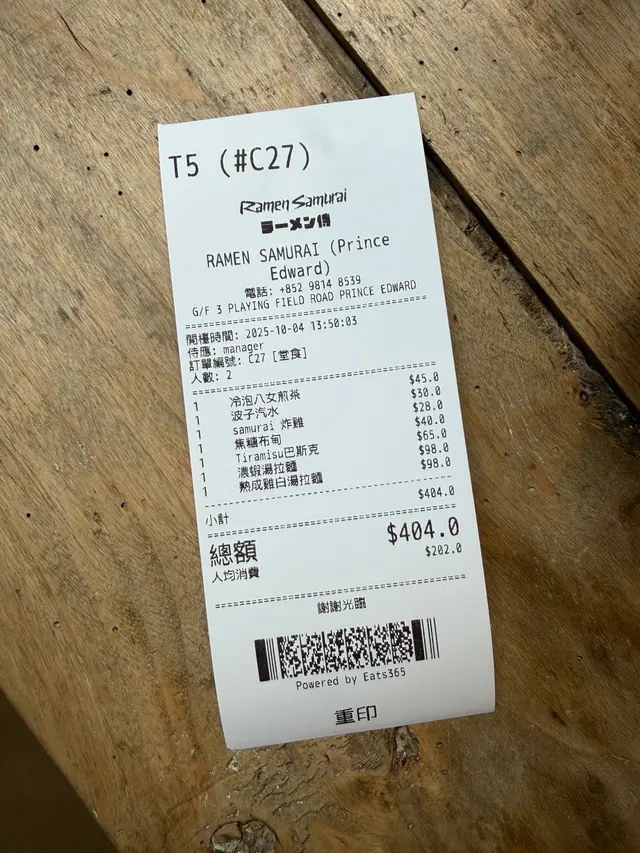 T5 (#C27)
Ramen Samurai
ラーメン侍
RAMEN SAMURAI (Prince
Edward)
電話: +852 9814 8539
G/F 3 PLAYING FIELD ROAD PRINCE EDWARD
開檯時間: 2025-10-04 13:50:03
侍應: manager
訂單編號: C27 [堂食]
人數: 2
1 冷泡八女煎茶 $45.0
1 波子汽水 $30.0
1 samurai 炸雞 $28.0
1 焦糖布甸 $40.0
1 Tiramisu巴斯克 $65.0
1 濃蝦湯拉麵 $98.0
1 熟成雞白湯拉麵 $98.0
小計 $404.0
總額 $404.0
人均消費 $202.0
謝謝光臨
Powered by Eats365
重印